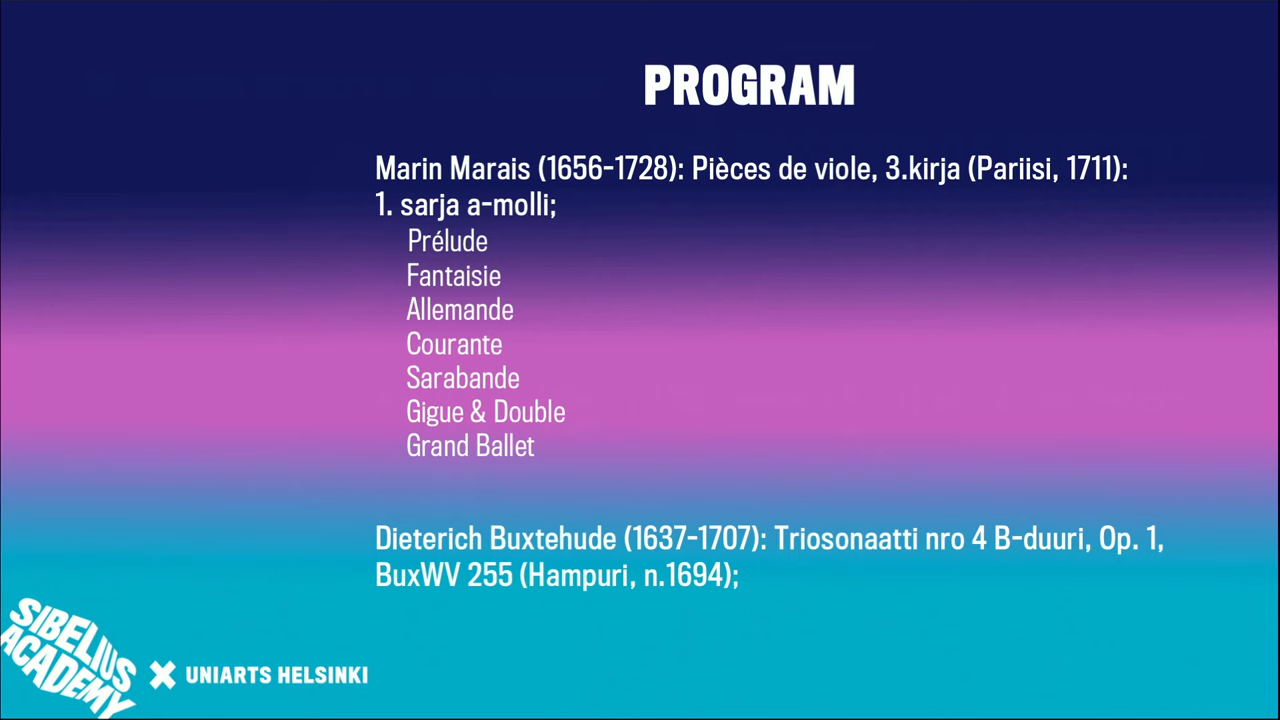 PROGRAM
Marin Marais (1656-1728): Pièces de viole, 3.kirja (Pariisi, 1711):
1. sarja a-molli;
Prélude
Fantaisie
Allemande
Courante
Sarabande
Gigue & Double
Grand Ballet
Dieterich Buxtehude (1637-1707): Triosonaatti nro 4 B-duuri, Op. 1,
BuxWV 255 (Hampuri, n.1694);
SIBELIUS
ACADEMY
X UNIARTS HELSINKI